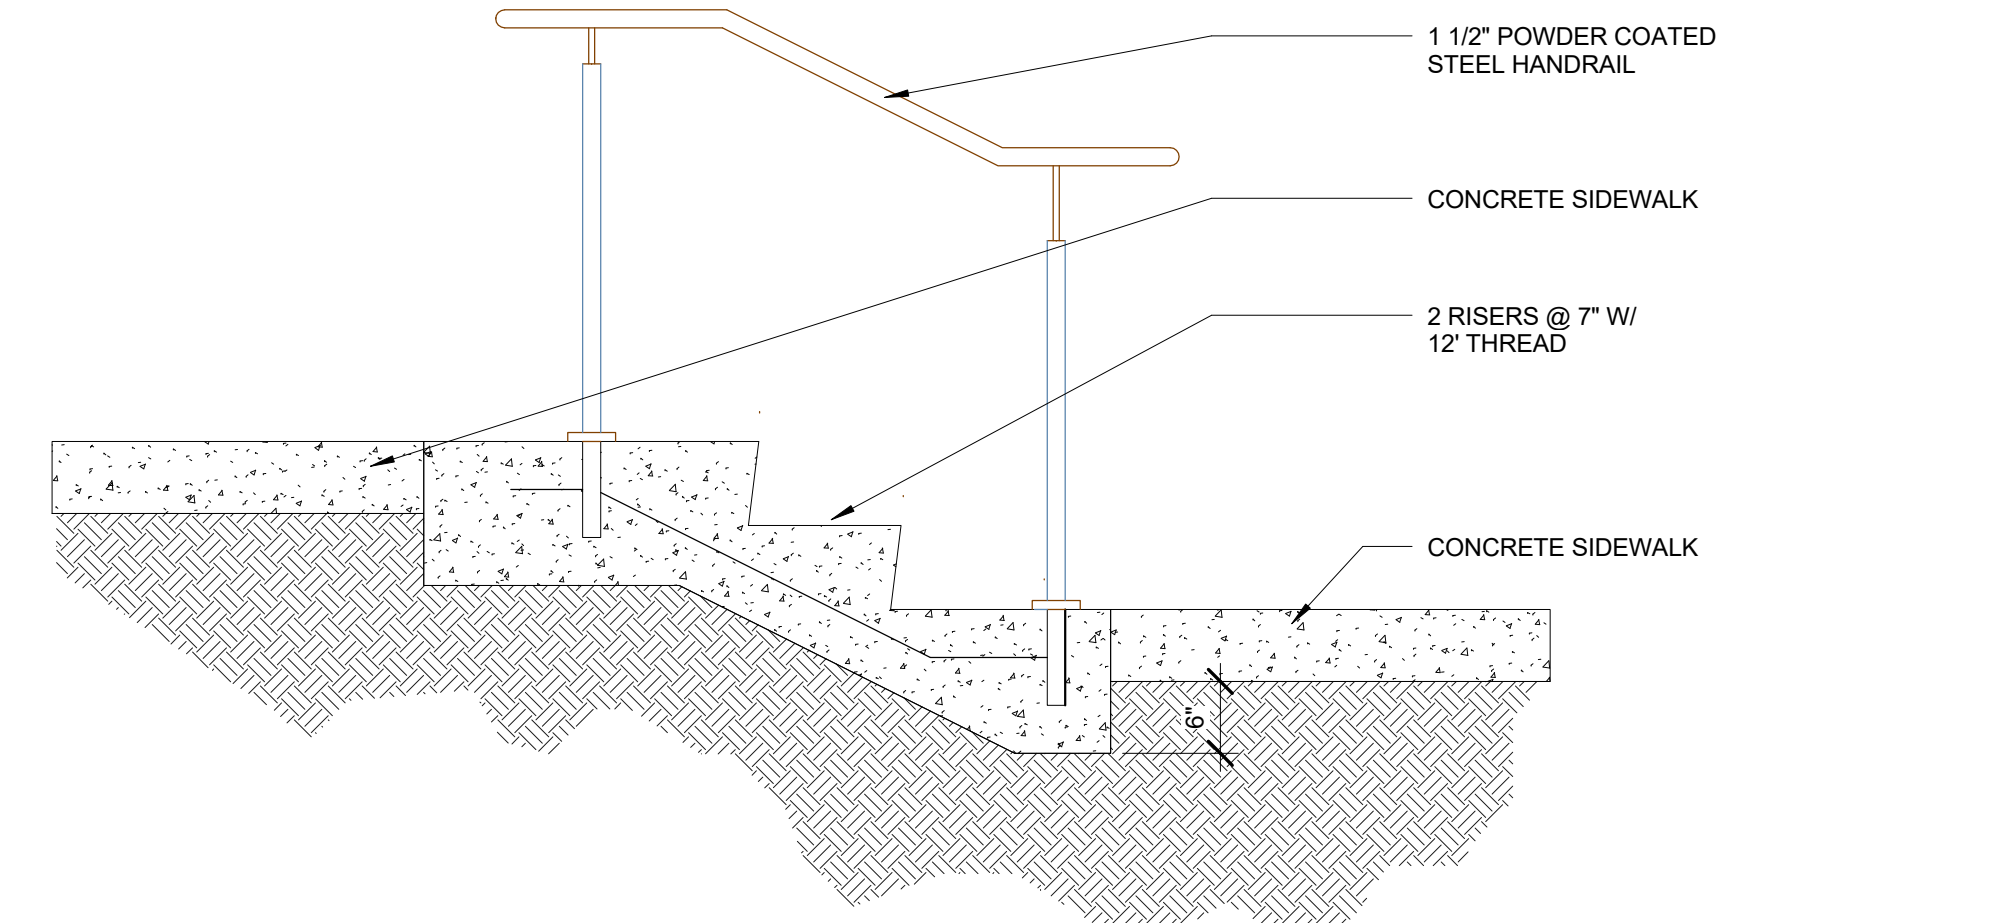 1 1/2" POWDER COATED
STEEL HANDRAIL
CONCRETE SIDEWALK
2 RISERS @ 7" W/
12' THREAD
CONCRETE SIDEWALK
6"